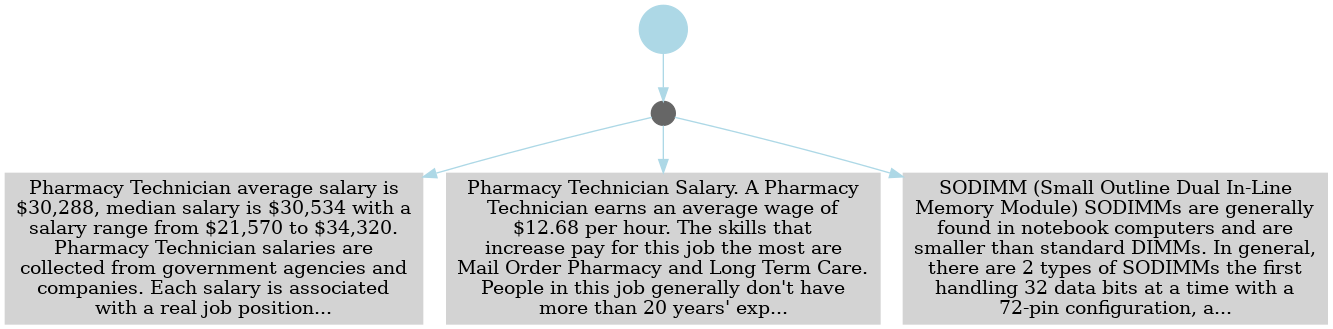 Pharmacy Technician average salary is
$30,288, median salary is $30,534 with a
salary range from $21,570 to $34,320.
Pharmacy Technician salaries are
collected from government agencies and
companies. Each salary is associated
with a real job position...
Pharmacy Technician Salary. A Pharmacy
Technician earns an average wage of
$12.68 per hour. The skills that
increase pay for this job the most are
Mail Order Pharmacy and Long Term Care.
People in this job generally don't have
more than 20 years' exp...
SODIMM (Small Outline Dual In-Line
Memory Module) SODIMMs are generally
found in notebook computers and are
smaller than standard DIMMs. In general,
there are 2 types of SODIMMs the first
handling 32 data bits at a time with a
72-pin configuration, a...